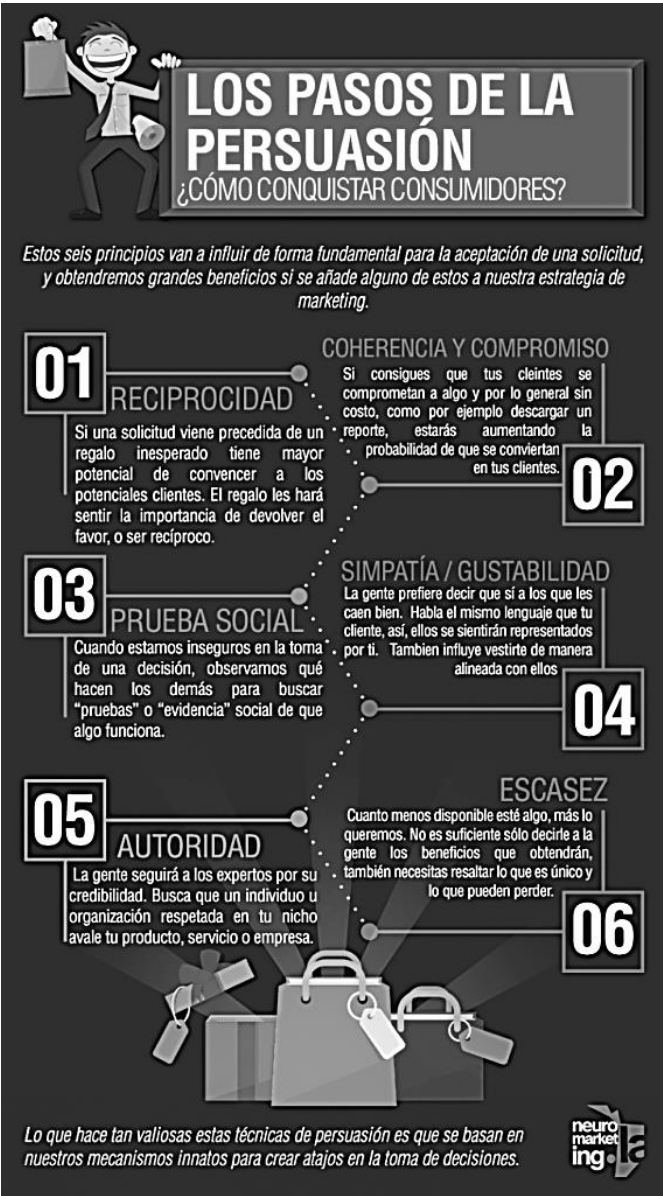 LOS PASOS DE LA
PERSUASIÓN
¿CÓMO CONQUISTAR CONSUMIDORES?
Estos seis principios van a influir de forma fundamental para la aceptación de una solicitud,
y obtendremos grandes beneficios si se añade alguno de estos a nuestra estrategia de
marketing.
01
RECIPROCIDAD
Si una solicitud viene precedida de un
regalo inesperado tiene mayor
potencial de convencer a los
potenciales clientes. El regalo les hará
sentir la importancia de devolver el
favor, o ser recíproco.
COHERENCIA Y COMPROMISO
Si consigues que tus cleintes se
comprometan a algo y por lo general sin
costo, como por ejemplo descargar un
reporte, estarás aumentando la
probabilidad de que se conviertan
en tus clientes.
02
03
PRUEBA SOCIAL
Cuando estamos inseguros en la toma
de una decisión, observamos qué
hacen los demás para buscar
“pruebas” o “evidencia” social de que
algo funciona.
SIMPATÍA / GUSTABILIDAD
La gente prefiere decir que sí a los que les
caen bien. Habla el mismo lenguaje que tu
cliente, así, ellos se sientirán representados
por ti. Tambien influye vestirte de manera
alineada con ellos
04
05
AUTORIDAD
La gente seguirá a los expertos por su
credibilidad. Busca que un individuo u
organización respetada en tu nicho
avale tu producto, servicio o empresa.
ESCASEZ
Cuanto menos disponible esté algo, más lo
queremos. No es suficiente sólo decirle a la
gente los beneficios que obtendrán,
también necesitas resaltar lo que es único y
lo que pueden perder.
06
Lo que hace tan valiosas estas técnicas de persuasión es que se basan en
nuestros mecanismos innatos para crear atajos en la toma de decisiones.
neuro
market
ing.la